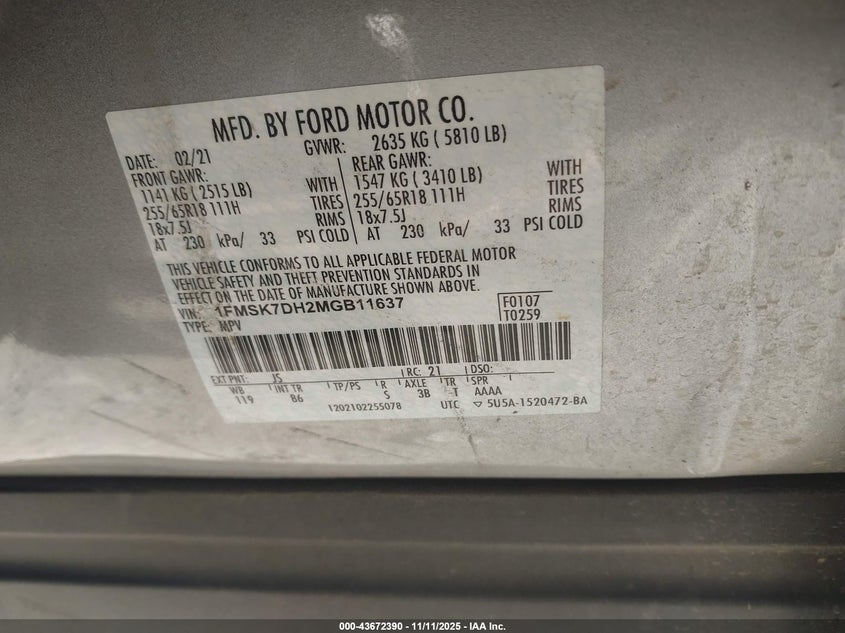 MFD. BY FORD MOTOR CO.
DATE: 02/21 GVWR: 2635 KG ( 5810 LB)
FRONT GAWR: REAR GAWR:
1141 KG ( 2515 LB) WITH 1547 KG ( 3410 LB) WITH
255/65R18 111H TIRES 255/65R18 111H TIRES
18x7.5J RIMS 18x7.5J RIMS
AT 230 kPa/ 33 PSI COLD AT 230 kPa/ 33 PSI COLD
THIS VEHICLE CONFORMS TO ALL APPLICABLE FEDERAL MOTOR
VEHICLE SAFETY AND THEFT PREVENTION STANDARDS IN
EFFECT ON THE DATE OF MANUFACTURE SHOWN ABOVE.
VIN: 1FMSK7DH2MGB11637 F0107
TYPE: MPV T0259
EXT PNT: JS RC: 21 DSO:
WB INT TR TP/PS R AXLE TR SPR
119 B6 S 3B T AAAA
1202102255078 UTC ▽ 5U5A-1520472-BA
000-43672390 - 11/11/2025 - IAA Inc.